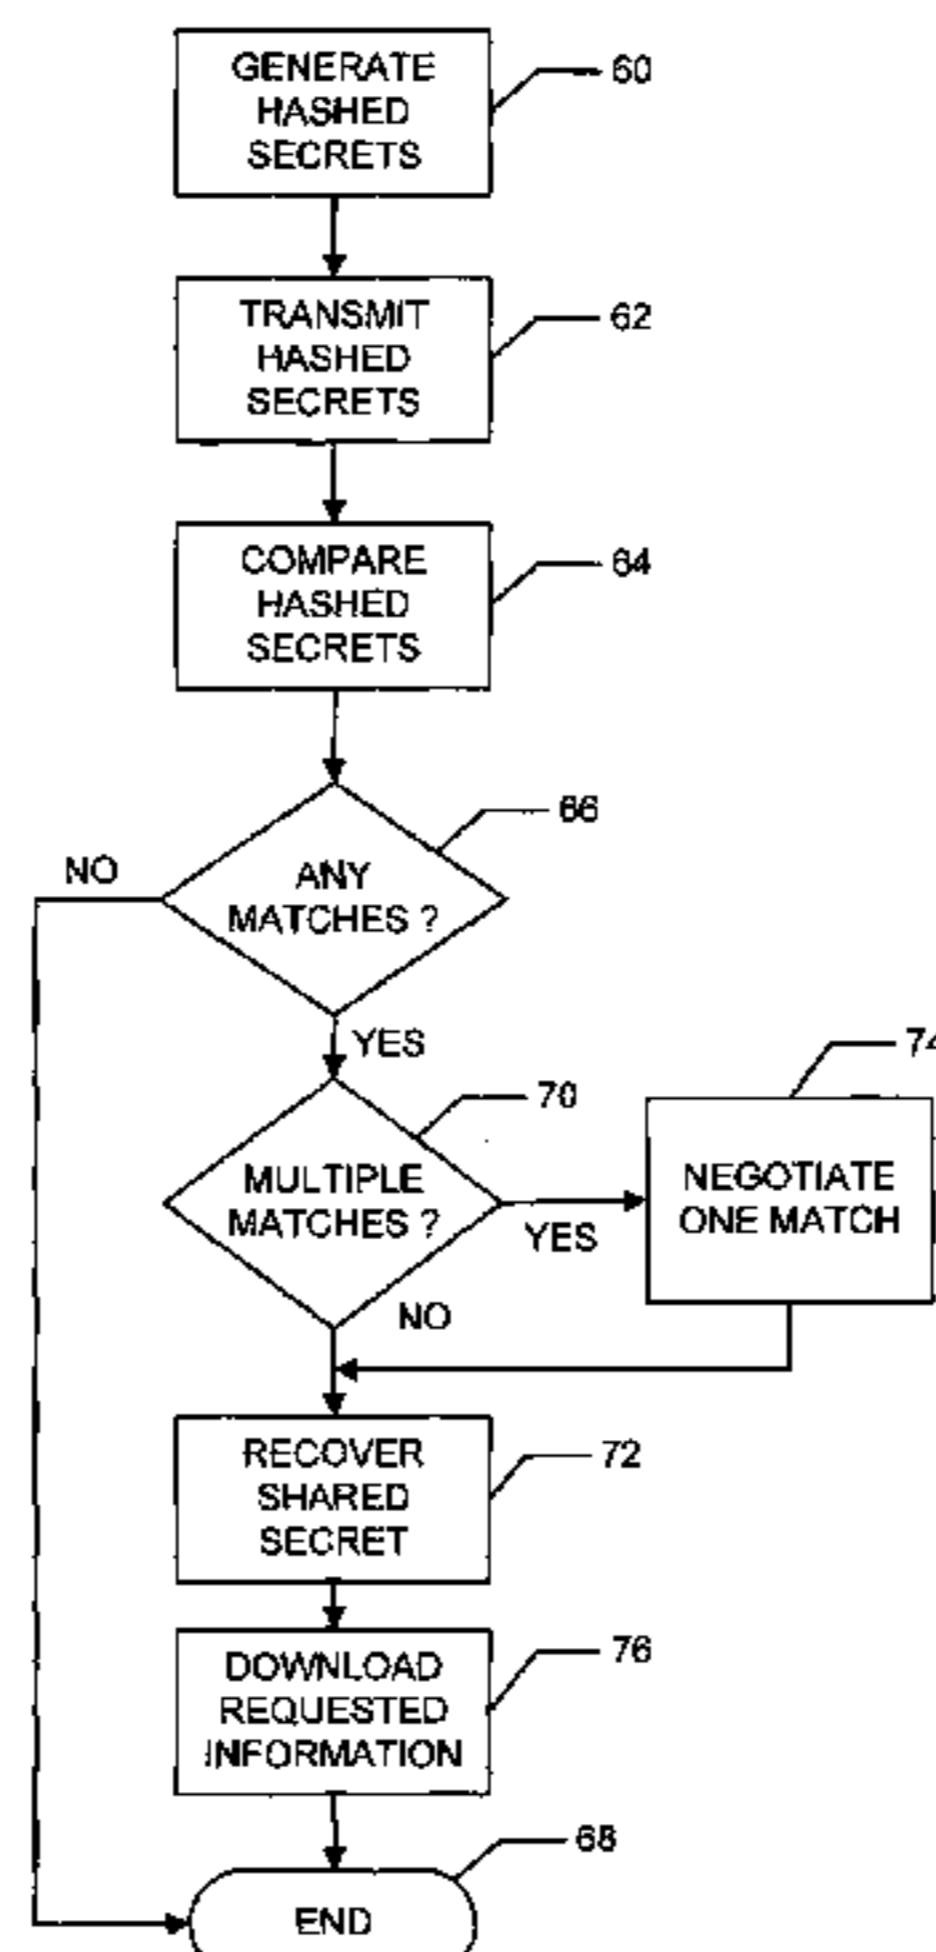 GENERATE
HASHED
SECRETS
60
TRANSMIT
HASHED
SECRETS
62
COMPARE
HASHED
SECRETS
64
ANY
MATCHES ?
66
NO
YES
MULTIPLE
MATCHES ?
70
YES
NO
NEGOTIATE
ONE MATCH
74
RECOVER
SHARED
SECRET
72
DOWNLOAD
REQUESTED
INFORMATION
76
END
68